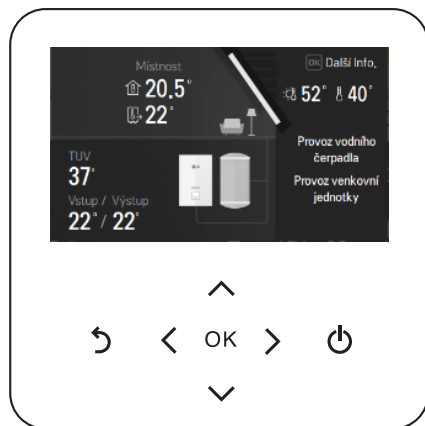 Místnost
20.5°
22°
OK Další Info.
52° 40°
Provoz vodního
čerpadla
Provoz venkovní
jednotky
TUV
37°
Vstup / Výstup
22° / 22°
OK